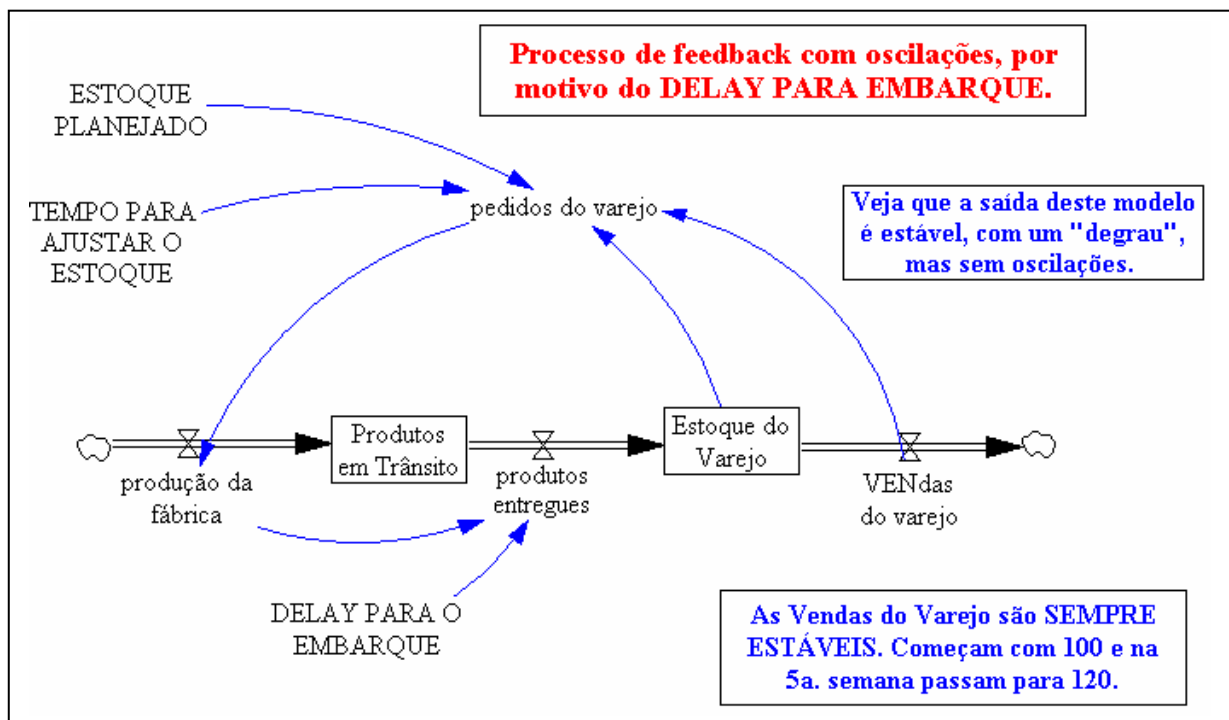 Processo de feedback com oscilações, por
motivo do DELAY PARA EMBARQUE.
ESTOQUE
PLANEJADO
TEMPO PARA
AJUSTAR O
ESTOQUE
pedidos do varejo
Veja que a saída deste modelo
é estável, com um "degrau",
mas sem oscilações.
produção da
fábrica
Produtos
em Trânsito
produtos
entregues
Estoque do
Varejo
VENdas
do varejo
DELAY PARA O
EMBARQUE
As Vendas do Varejo são SEMPRE
ESTÁVEIS. Começam com 100 e na
5a. semana passam para 120.